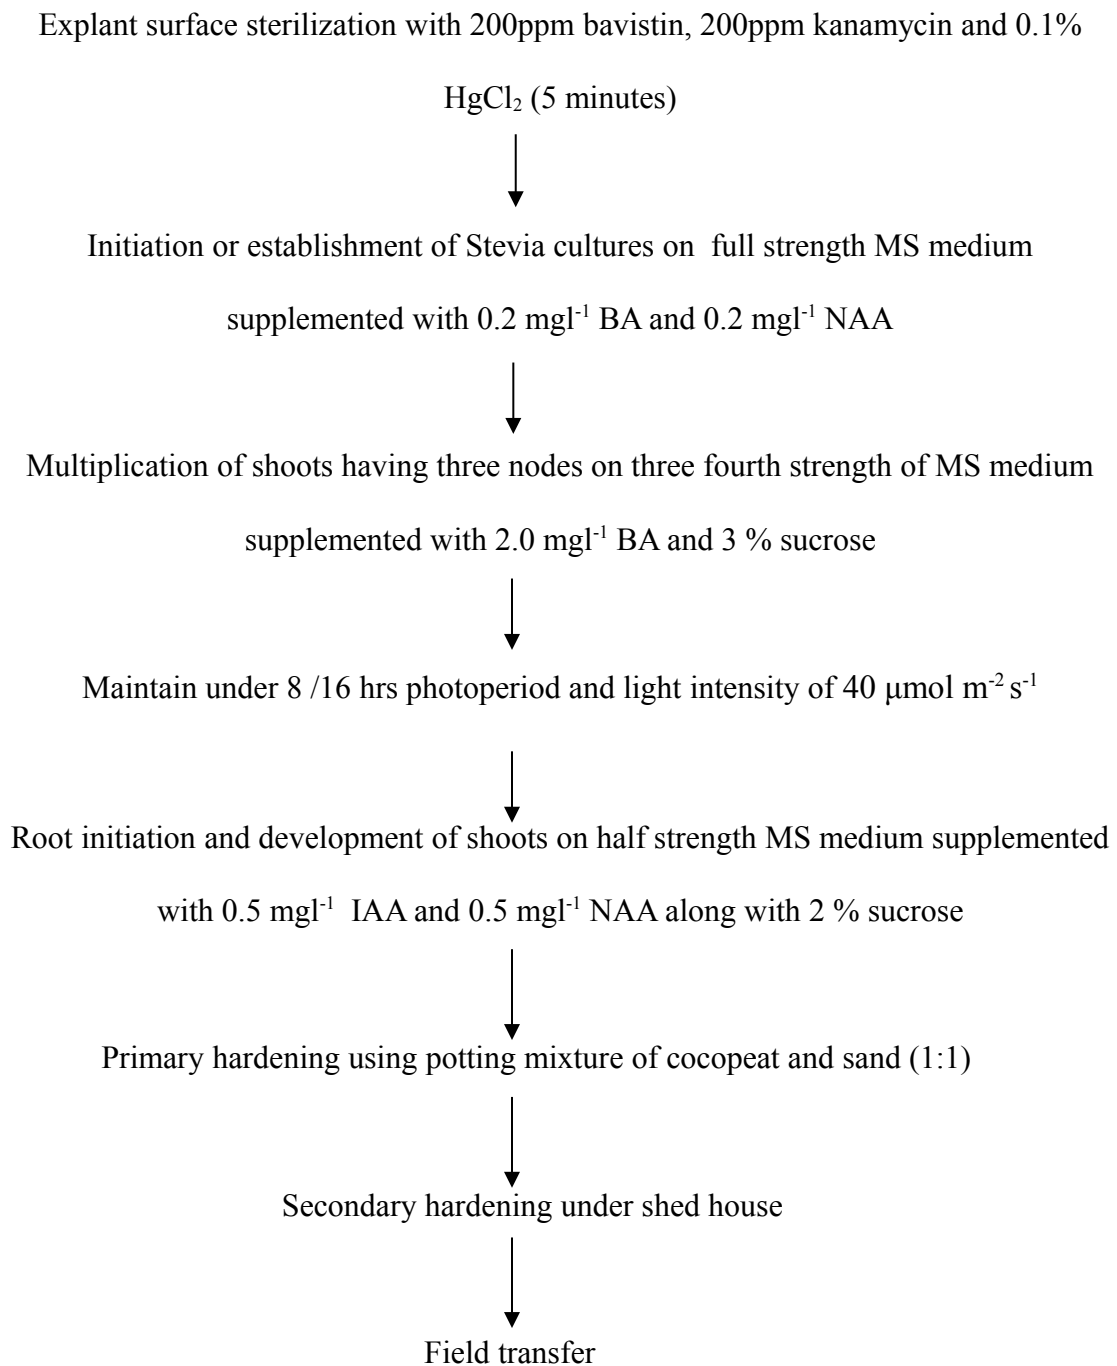 Explant surface sterilization with 200ppm bavistin, 200ppm kanamycin and 0.1%
HgCl₂ (5 minutes)
Initiation or establishment of Stevia cultures on  full strength MS medium
supplemented with 0.2 mgl⁻¹ BA and 0.2 mgl⁻¹ NAA
Multiplication of shoots having three nodes on three fourth strength of MS medium
supplemented with 2.0 mgl⁻¹ BA and 3 % sucrose
Maintain under 8 /16 hrs photoperiod and light intensity of 40 μmol m⁻² s⁻¹
Root initiation and development of shoots on half strength MS medium supplemented
with 0.5 mgl⁻¹  IAA and 0.5 mgl⁻¹ NAA along with 2 % sucrose
Primary hardening using potting mixture of cocopeat and sand (1:1)
Secondary hardening under shed house
Field transfer